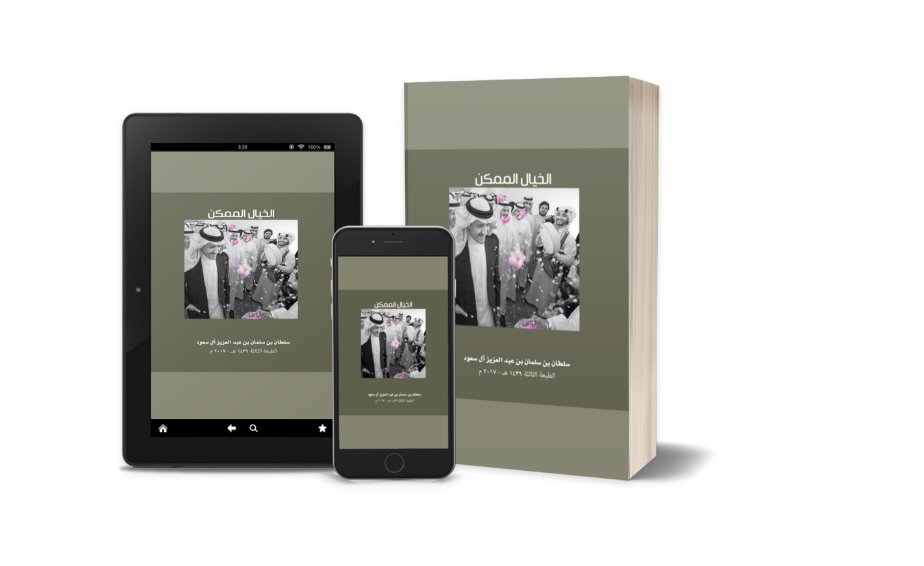 3:23
100%
الخيال الممكن
سلطان بن سلمان بن عبد العزيز آل سعود
الطبعة الثالثة ١٤٣٩ هـ - ٢٠١٧ م
الخيال الممكن
سلطان بن سلمان بن عبد العزيز آل سعود
الطبعة الثالثة ١٤٣٩ هـ - ٢٠١٧ م
الخيال الممكن
سلطان بن سلمان بن عبد العزيز آل سعود
الطبعة الثالثة ١٤٣٩ هـ - ٢٠١٧ م